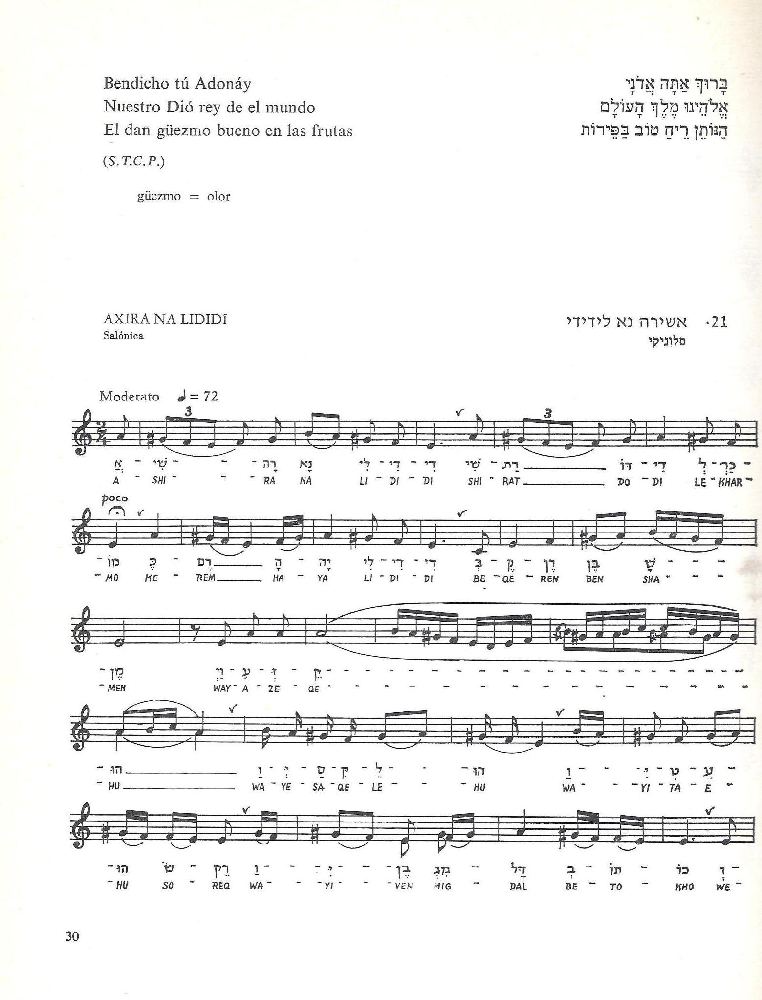 Bendicho tú Adonáy
Nuestro Dió rey de el mundo
El dan güezmo bueno en las frutas
(S.T.C.P.)
güezmo = olor
בָּרוּךְ אַתָּה אֲדֹנָי
אֱלֹהֵינוּ מֶלֶךְ הָעוֹלָם
הַנּוֹתֵן רֵיחַ טוֹב בַּפֵּירוֹת
AXIRA NA LIDIDÍ
Salónica
21. אשירה נא לידידי
סלוניקי
Moderato ♩ = 72
3 3
2/4
אֲ - שִׁי - - - רָה נָא לִי - דִי - דִי שִׁי - רַת דּוֹ - דִי לְ - כַרְ -
A - SHI - - - RA NA LI - DI - DI SHI - RAT DO - DI LE - KHAR -
poco
- מוֹ כֶּ - רֶם הָ - יָה לִי - דִי - דִי בְּ - קֶ - רֶן בֶּן שָׁ - - -
- MO KE - REM HA - YA LI - DI - DI BE - QE - REN BEN SHA - - -
- מֶן וַיְ - עַ - זְּ - קֵ - - - - - - - - - - - - - -
- MEN WAY - A - ZE - QE - - - - - - - - - - - - - -
- הוּ וַ - יְ - סַ - קְּ - לֵ - - - הוּ וַ - - - יִּ - טָּ - עֵ -
- HU WA - YE - SA - QE - LE - - - HU WA - - - YI - TA - E -
- הוּ שֹׂ - רֵק וַ - - - יִּ - - - בֶן מִגְ - דָּל בְּ - תוֹ - כוֹ וְ -
- HU SO - REQ WA - - - YI - - - VEN MIG - DAL BE - TO - KHO WE -
30